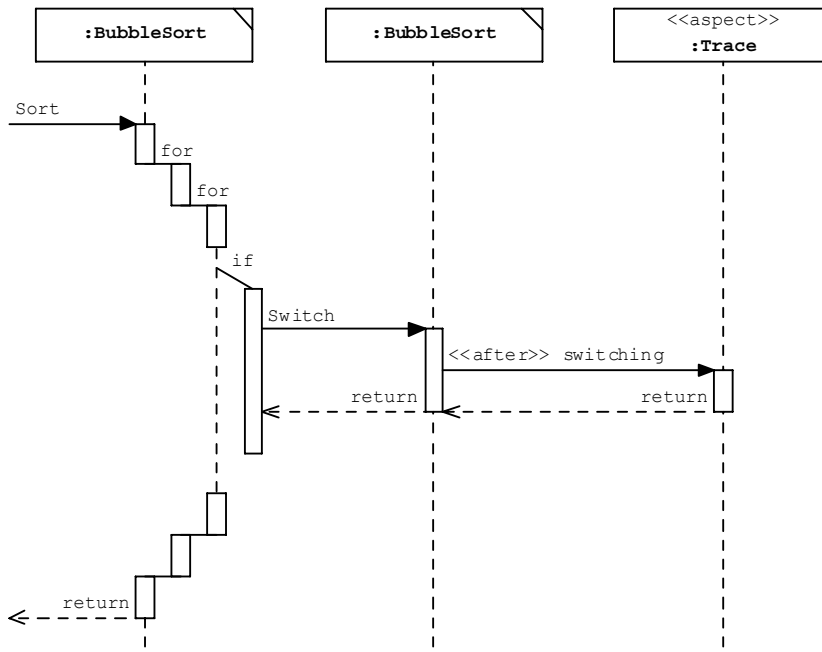 :BubbleSort
:BubbleSort
<<aspect>>
:Trace
Sort
for
for
if
Switch
<<after>> switching
return
return
return